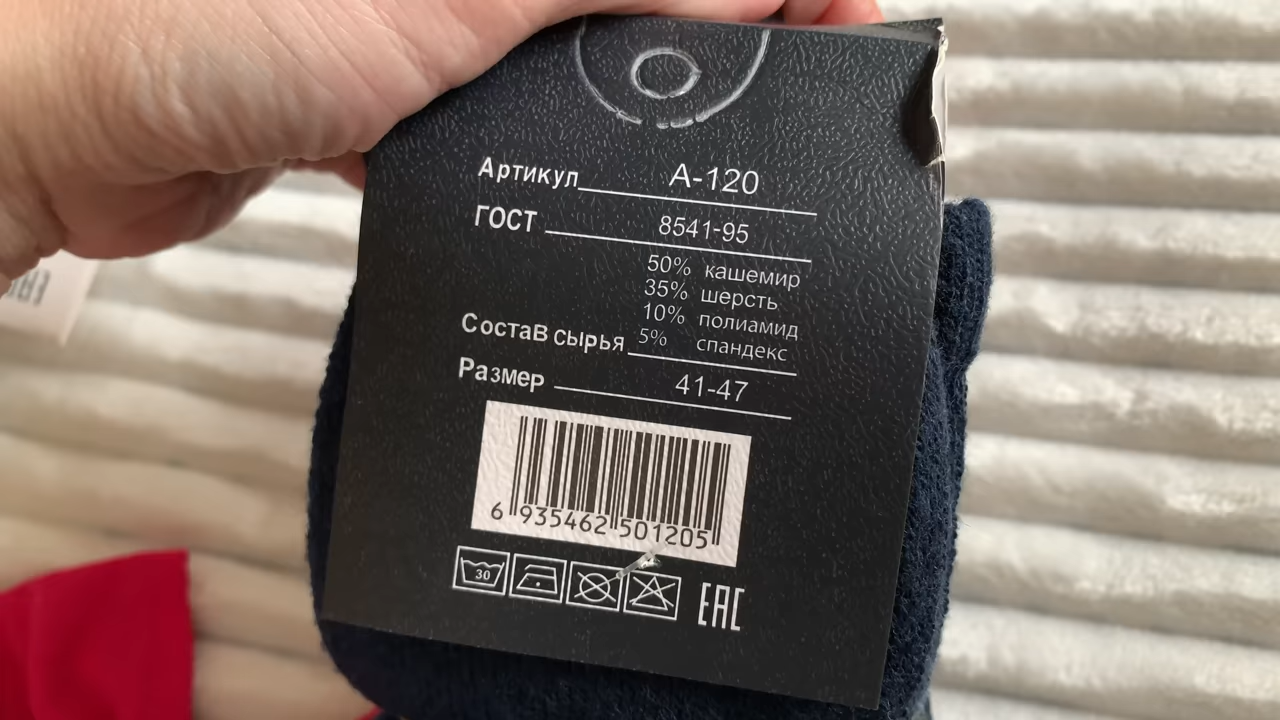 Артикул A-120
ГОСТ 8541-95
50% кашемир
35% шерсть
10% полиамид
Состав сырья 5% спандекс
Размер 41-47
6 935462 501205
30
EAC
EAC